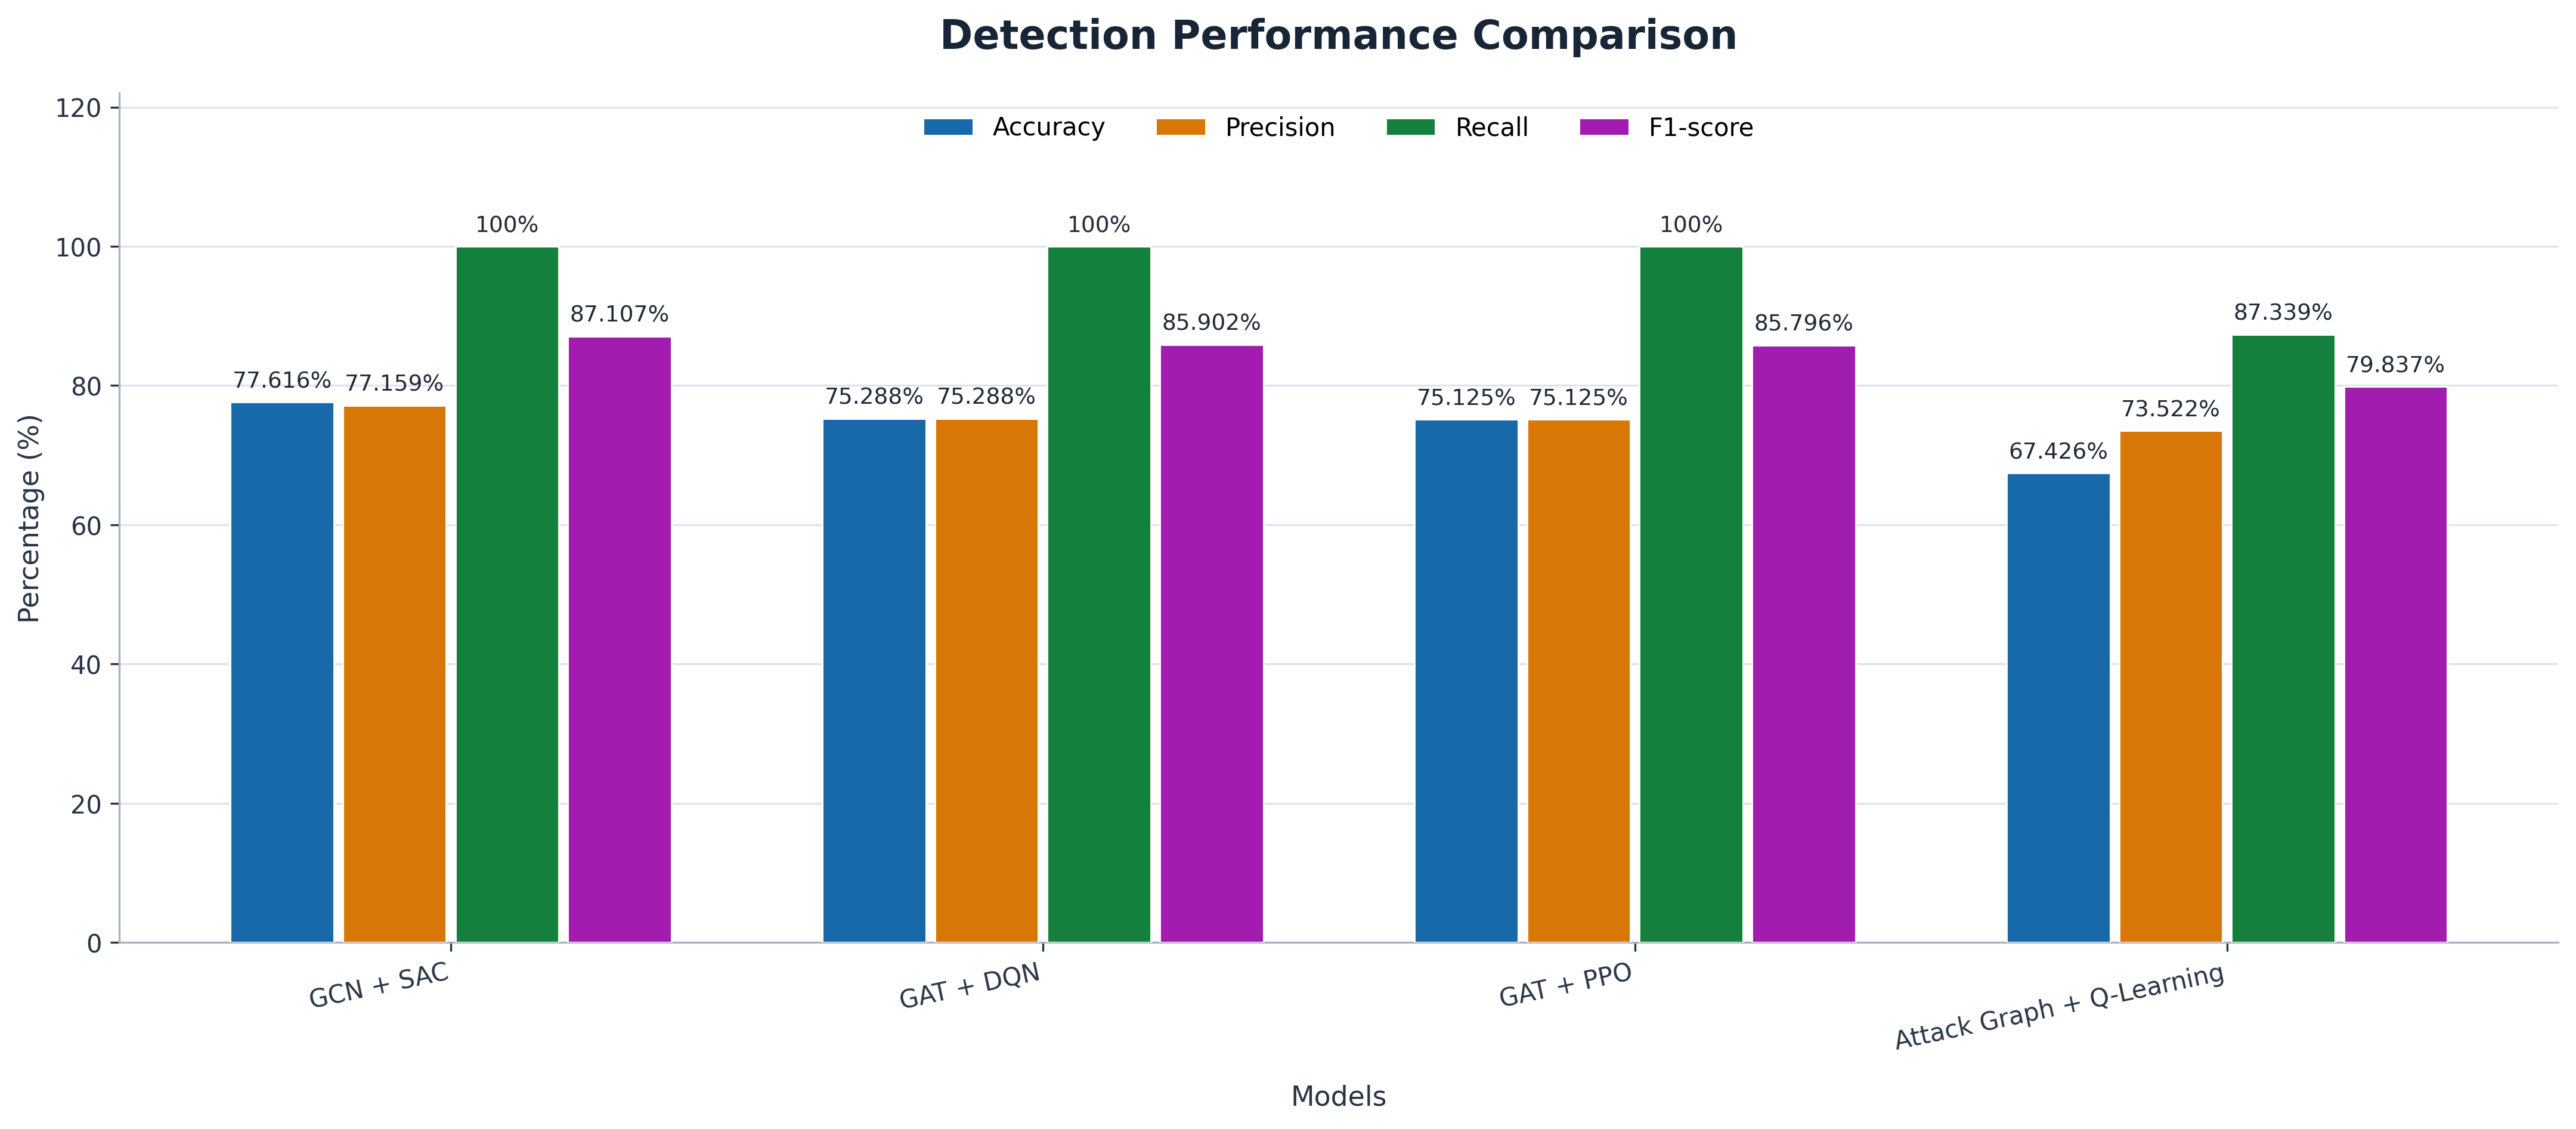 Detection Performance Comparison
120
Accuracy Precision Recall F1-score
100% 100% 100%
100
87.107% 85.902% 85.796% 87.339%
77.616% 77.159% 75.288% 75.288% 75.125% 75.125% 67.426% 73.522% 79.837%
80
60
40
20
0
Percentage (%)
GCN + SAC
GAT + DQN
GAT + PPO
Attack Graph + Q-Learning
Models